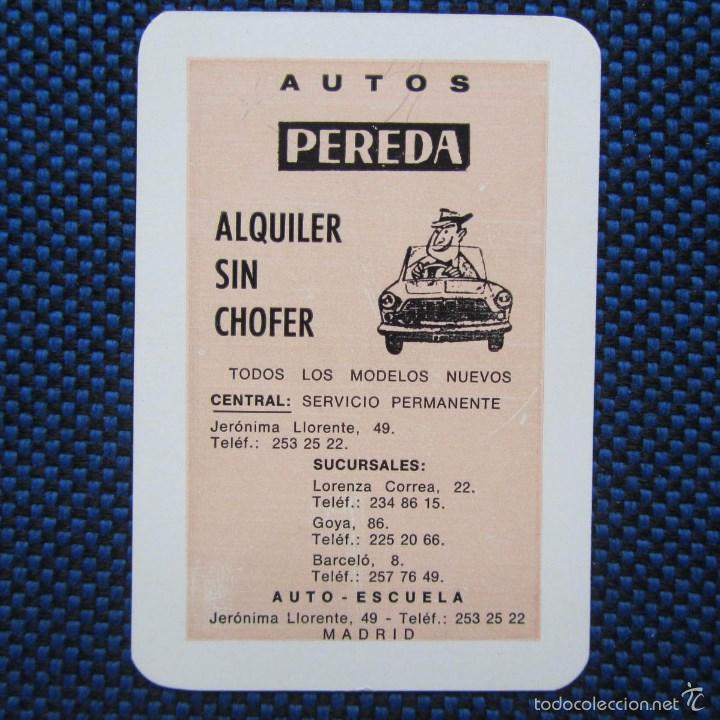 AUTOS
PEREDA
ALQUILER
SIN
CHOFER
TODOS LOS MODELOS NUEVOS
CENTRAL: SERVICIO PERMANENTE
Jerónima Llorente, 49.
Teléf.: 253 25 22.
SUCURSALES:
Lorenza Correa, 22.
Teléf.: 234 86 15.
Goya, 86.
Teléf.: 225 20 66.
Barceló, 8.
Teléf.: 257 76 49.
AUTO - ESCUELA
Jerónima Llorente, 49 - Teléf.: 253 25 22
MADRID
todocoleccion.net